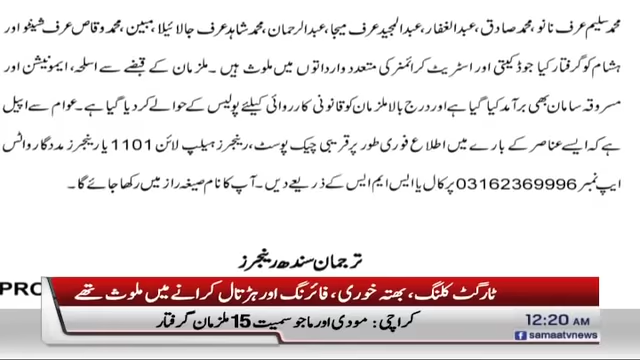 محمد سلیم عرف نانو، محمد صادق، عبدالغفار، عبدالمجید عرف میجا، عبدالرحمان، محمد شاہد عرف جالائیلا، مبین، محمد وقاص عرف شیفو اور
ہشام کو گرفتار کیا جو ڈکیتی اور اسٹریٹ کرائمز کی متعدد وارداتوں میں ملوث ہیں۔ ملزمان کے قبضے سے اسلحہ، ایمونیشن اور
مسروقہ سامان بھی برآمد کیا گیا ہے اور درج بالا ملزمان کو قانونی کارروائی کیلئے پولیس کے حوالے کر دیا گیا ہے۔ عوام سے اپیل
ہے کہ ایسے عناصر کے بارے میں اطلاع فوری طور پر قریبی چیک پوسٹ، رینجرز ہیلپ لائن 1101 یا رینجرز مددگار واٹس
ایپ نمبر 03162369996 پر کال یا ایس ایم ایس کے ذریعے دیں۔ آپ کا نام صیغہ راز میں رکھا جائے گا۔
ترجمان سندھ رینجرز
PRO
ٹارگٹ کلنگ، بھتہ خوری، فائرنگ اور ہڑتال کرانے میں ملوث تھے
کراچی: مودی اور ماجو سمیت 15 ملزمان گرفتار
12:20 AM
samaatvnews